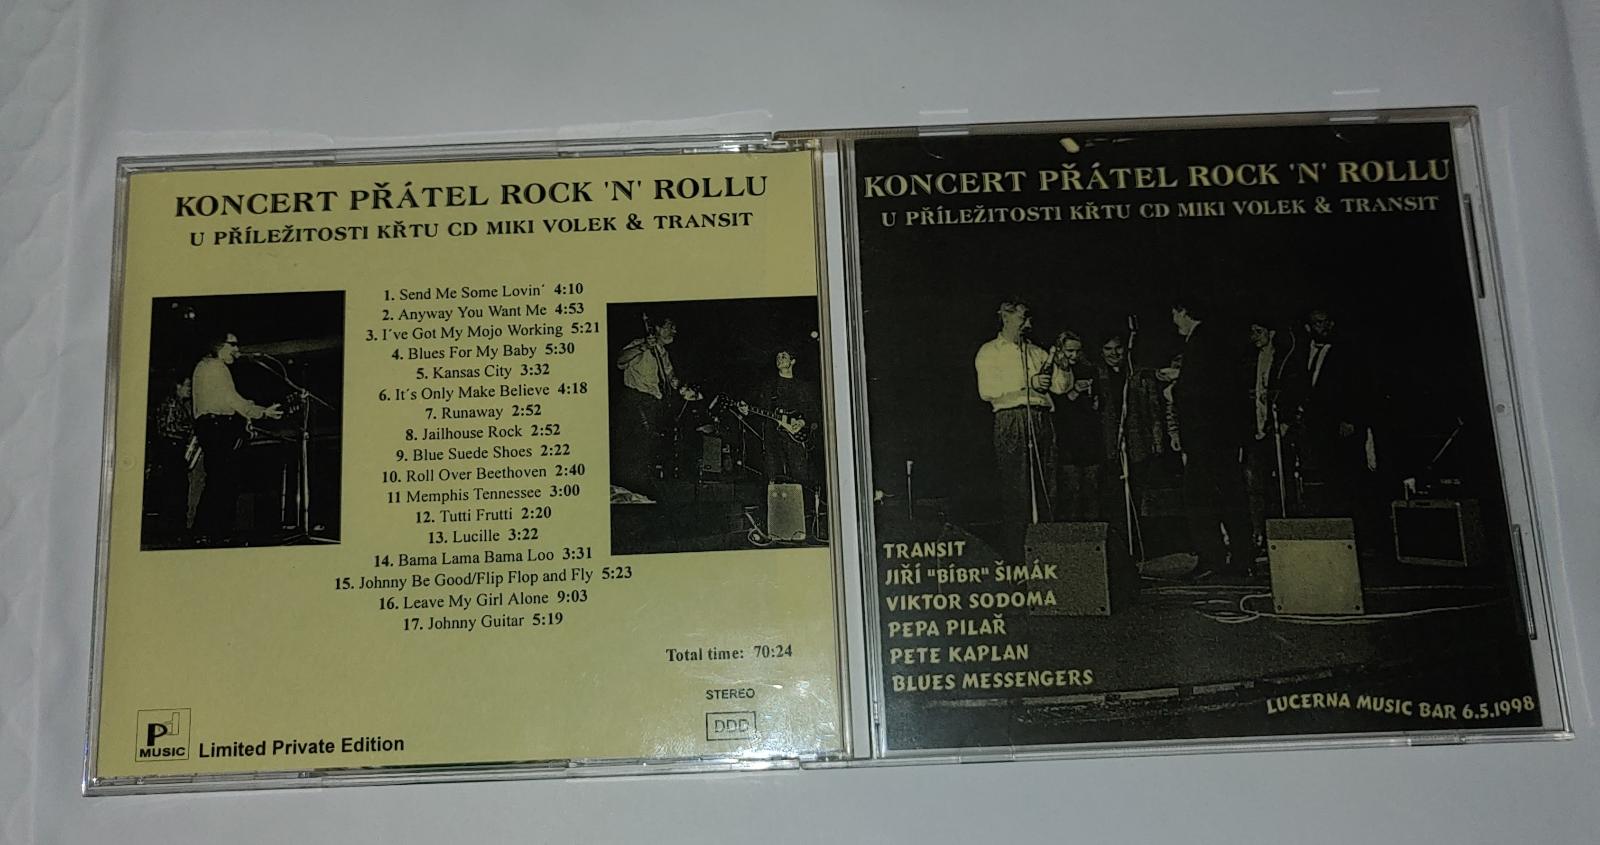 KONCERT PŘÁTEL ROCK 'N' ROLLU
U PŘÍLEŽITOSTI KŘTU CD MIKI VOLEK & TRANSIT
1. Send Me Some Lovin´ 4:10
2. Anyway You Want Me 4:53
3. I´ve Got My Mojo Working 5:21
4. Blues For My Baby 5:30
5. Kansas City 3:32
6. It´s Only Make Believe 4:18
7. Runaway 2:52
8. Jailhouse Rock 2:52
9. Blue Suede Shoes 2:22
10. Roll Over Beethoven 2:40
11 Memphis Tennessee 3:00
12. Tutti Frutti 2:20
13. Lucille 3:22
14. Bama Lama Bama Loo 3:31
15. Johnny Be Good/Flip Flop and Fly 5:23
16. Leave My Girl Alone 9:03
17. Johnny Guitar 5:19
Total time: 70:24
STEREO
DDD
Pd
MUSIC
Limited Private Edition
KONCERT PŘÁTEL ROCK 'N' ROLLU
U PŘÍLEŽITOSTI KŘTU CD MIKI VOLEK & TRANSIT
TRANSIT
JIŘÍ "BÍBR" ŠIMÁK
VIKTOR SODOMA
PEPA PILAŘ
PETE KAPLAN
BLUES MESSENGERS
LUCERNA MUSIC BAR 6.5.1998